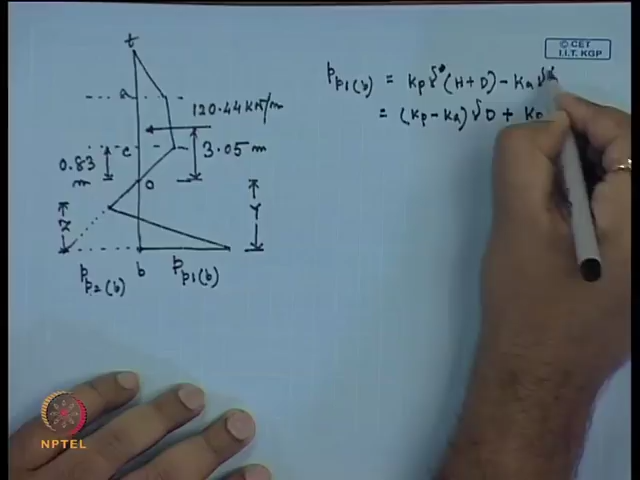 © CET
I.I.T. KGP
t
a
120.44 kN/m
c
3.05 m
0.83
m
o
Z
Y
b
Pp2(b)
Pp1(b)
Pp1(b) = Kp γ (H+D) - Ka γ
= (Kp - Ka) γ D + Kp
NPTEL